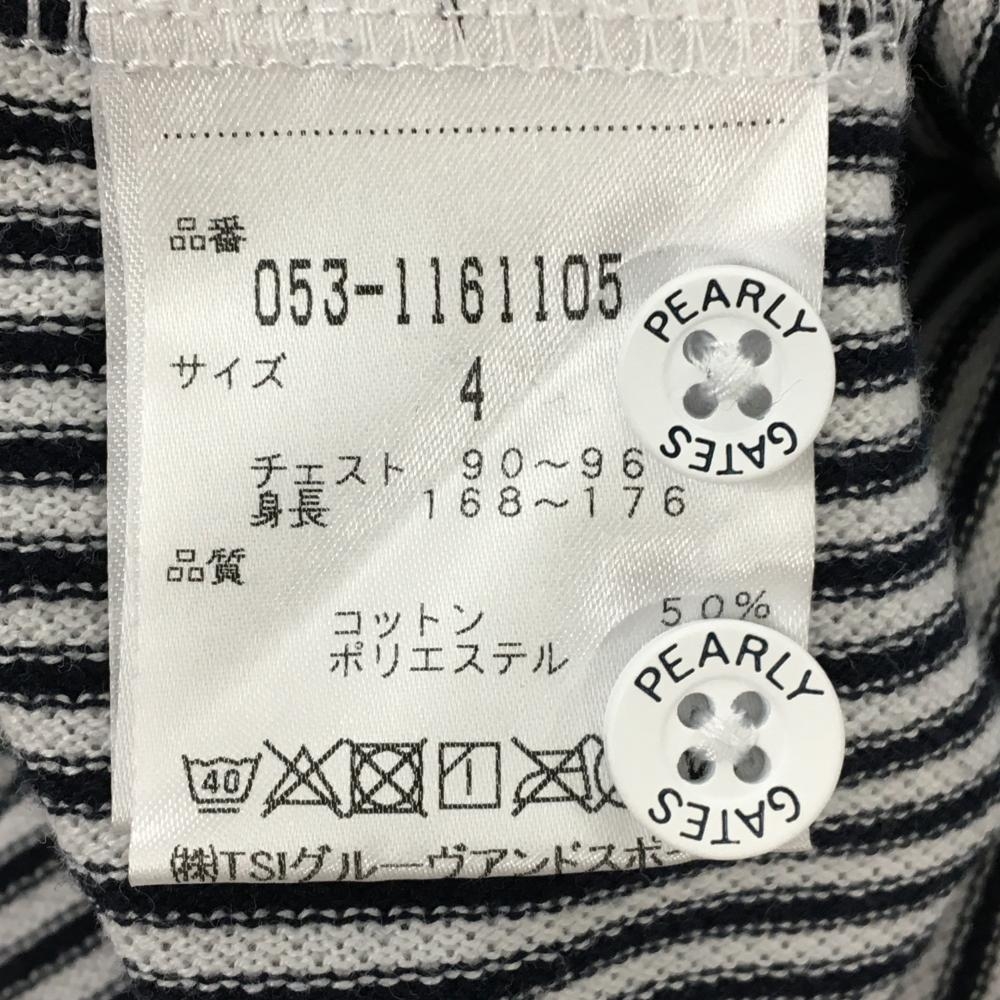 品番
053-1161105
サイズ 4
チェスト 90～96
身長 168～176
品質
コットン 50%
ポリエステル
40
㈱TSIグルーヴアンドスポ
PEARLY GATES
PEARLY GATES